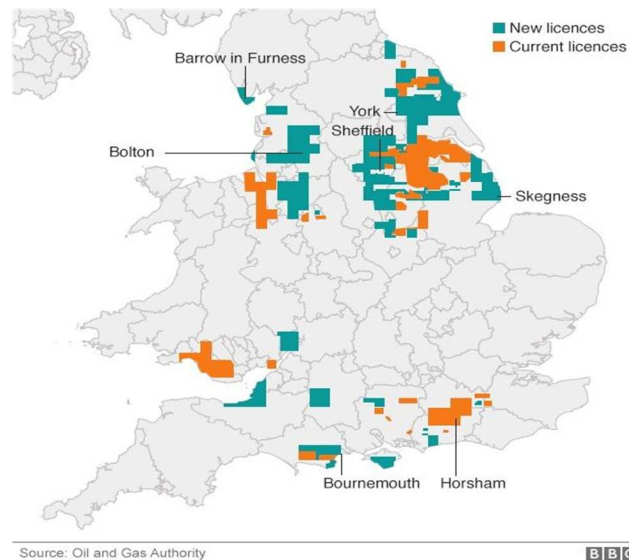 New licences
Current licences
Barrow in Furness
York
Sheffield
Bolton
Skegness
Bournemouth
Horsham
Source: Oil and Gas Authority
BBC